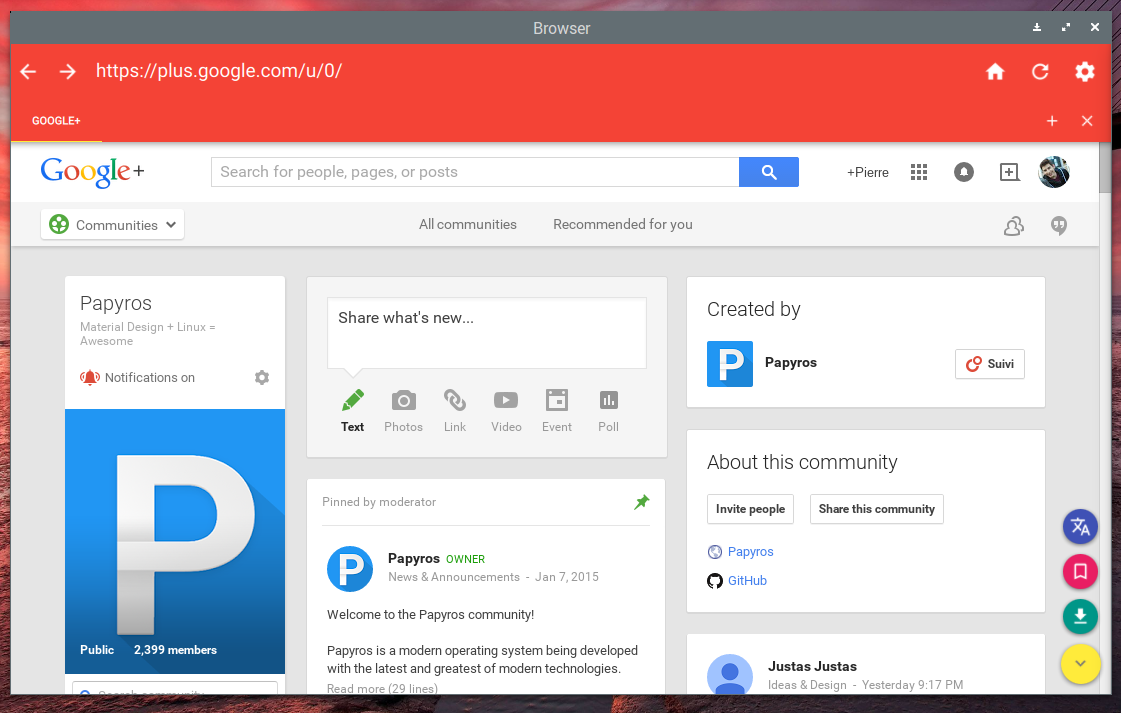 Browser
https://plus.google.com/u/0/
GOOGLE+
Google+
Search for people, pages, or posts
+Pierre
Communities
All communities
Recommended for you
Papyros
Material Design + Linux =
Awesome
Notifications on
P
Public 2,399 members
Search community
Share what's new...
Text Photos Link Video Event Poll
Pinned by moderator
P
Papyros OWNER
News & Announcements - Jan 7, 2015
Welcome to the Papyros community!
Papyros is a modern operating system being developed
with the latest and greatest of modern technologies.
Read more (29 lines)
Created by
P
Papyros
Suivi
About this community
Invite people
Share this community
Papyros
GitHub
Justas Justas
Ideas & Design - Yesterday 9:17 PM